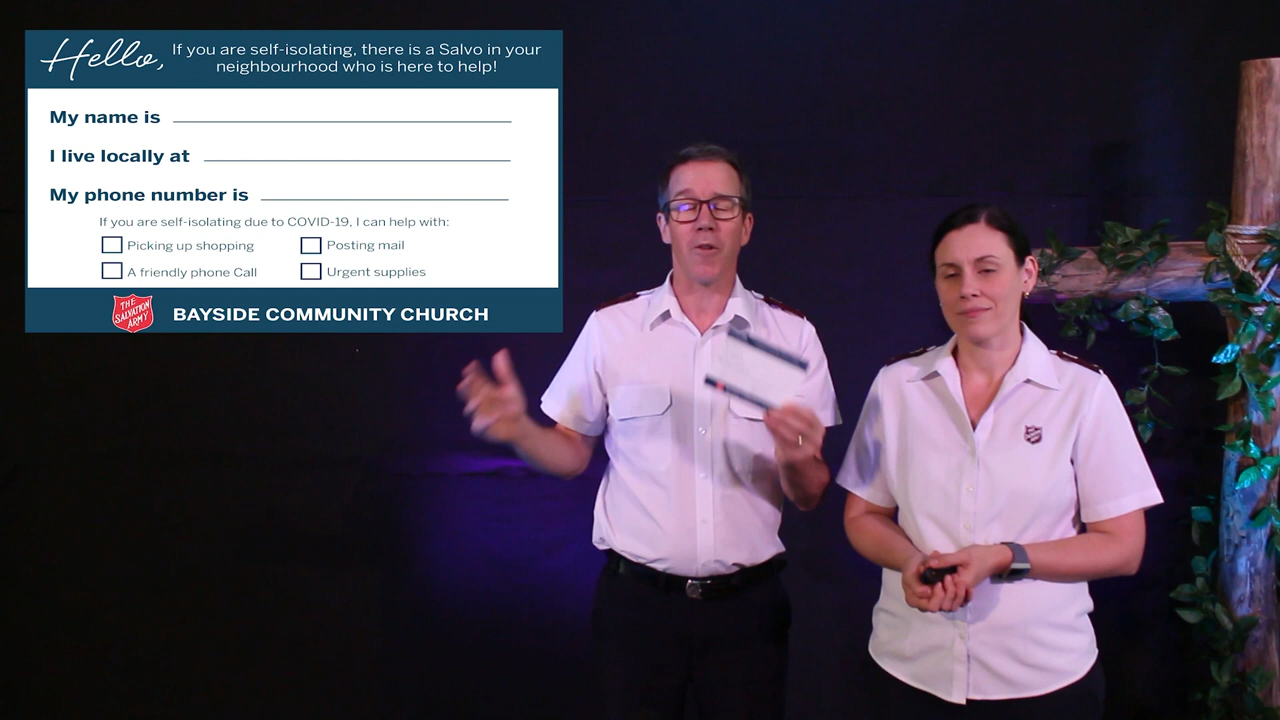 Hello, If you are self-isolating, there is a Salvo in your
neighbourhood who is here to help!
My name is
I live locally at
My phone number is
If you are self-isolating due to COVID-19, I can help with:
Picking up shopping
Posting mail
A friendly phone Call
Urgent supplies
THE
SALVATION
ARMY
BAYSIDE COMMUNITY CHURCH